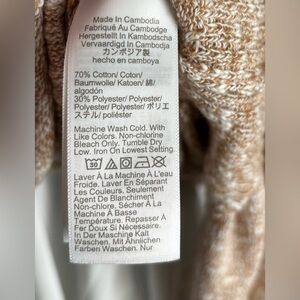 Made In Cambodia
Fabriqué Au Cambodge
Hergestellt In Kambodscha
Vervaardigd In Cambodja
カンボジア製
hecho en camboya
70% Cotton/ Coton/
Baumwolle/ Katoen/ 綿/
algodón
30% Polyester/ Polyester/
Polyester/ Polyester/ ポリエ
ステル/ poliéster
Machine Wash Cold. With
Like Colors. Non-chlorine
Bleach Only. Tumble Dry
Low. Iron On Lowest Setting.
30
Laver À La Machine À L'eau
Froide. Laver En Séparant
Les Couleurs. Seulement
Agent De Blanchiment
Non-chlore. Sécher À La
Machine À Basse
Température. Repasser À
Fer Doux Si Nécessaire.
In Der Maschine Kalt
Waschen. Mit Ähnlichen
Farben Waschen. Nur